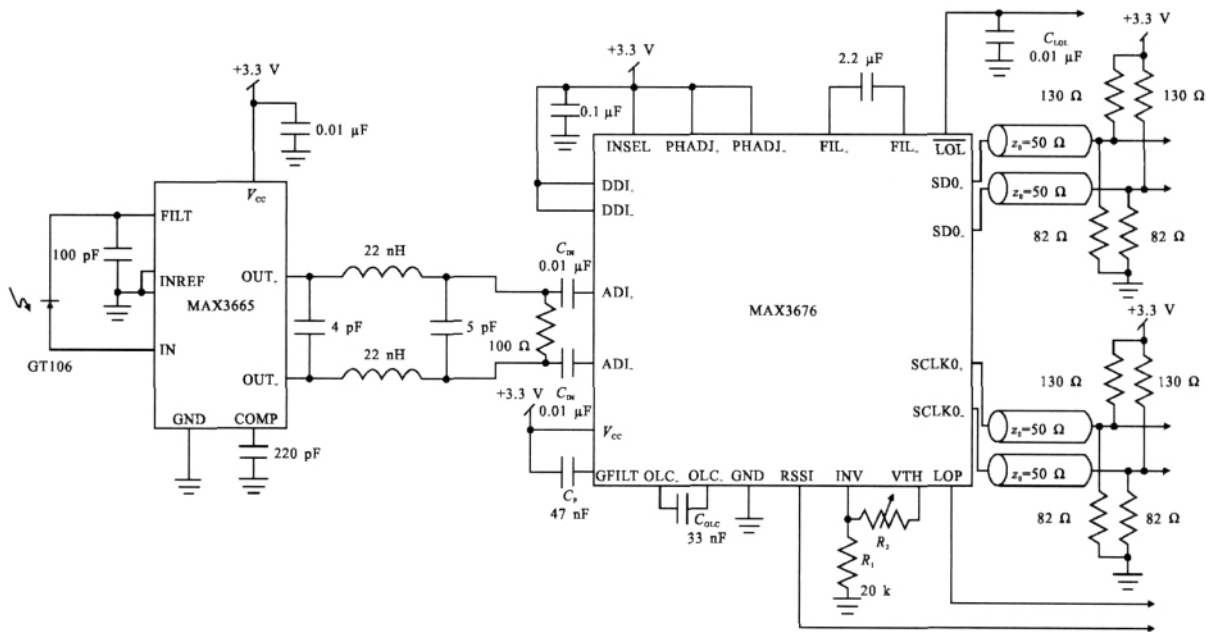 +3.3 V
0.01 μF
V_CC
FILT
100 pF
INREF
MAX3665
IN
GT106
OUT₊
OUT₋
GND
COMP
220 pF
22 nH
4 pF
22 nH
5 pF
100 Ω
C_IN
0.01 μF
C_IN
0.01 μF
+3.3 V
0.1 μF
2.2 μF
INSEL
PHADJ₊
PHADJ₋
FIL₊
FIL₋
LOL
DDI₊
DDI₋
ADI₊
ADI₋
MAX3676
+3.3 V
V_CC
GFILT
C_F
47 nF
OLC₊
OLC₋
C_OLC
33 nF
GND
RSSI
INV
VTH
LOP
R₁
20 k
R₂
SD0₊
SD0₋
SCLK0₊
SCLK0₋
C_LOL
0.01 μF
+3.3 V
130 Ω
130 Ω
z₀=50 Ω
z₀=50 Ω
82 Ω
82 Ω
+3.3 V
130 Ω
130 Ω
z₀=50 Ω
z₀=50 Ω
82 Ω
82 Ω